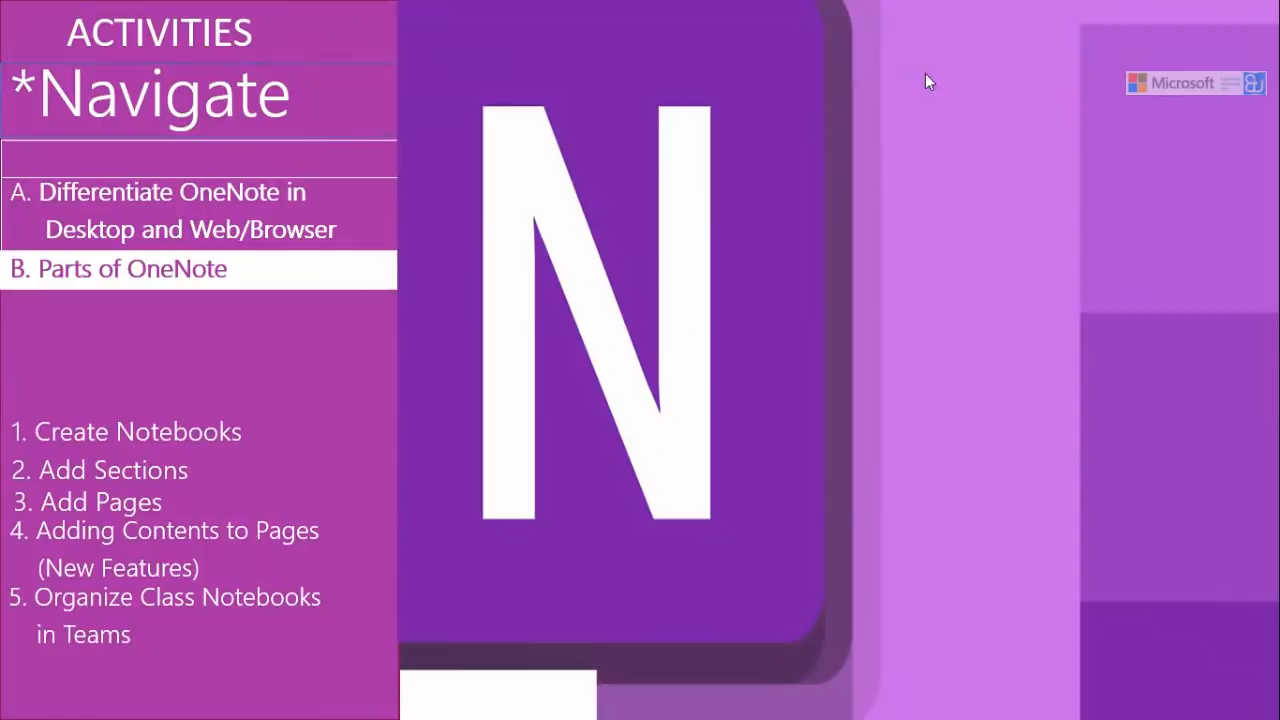 ACTIVITIES
*Navigate
A. Differentiate OneNote in
Desktop and Web/Browser
B. Parts of OneNote
1. Create Notebooks
2. Add Sections
3. Add Pages
4. Adding Contents to Pages
(New Features)
5. Organize Class Notebooks
in Teams
N
Microsoft